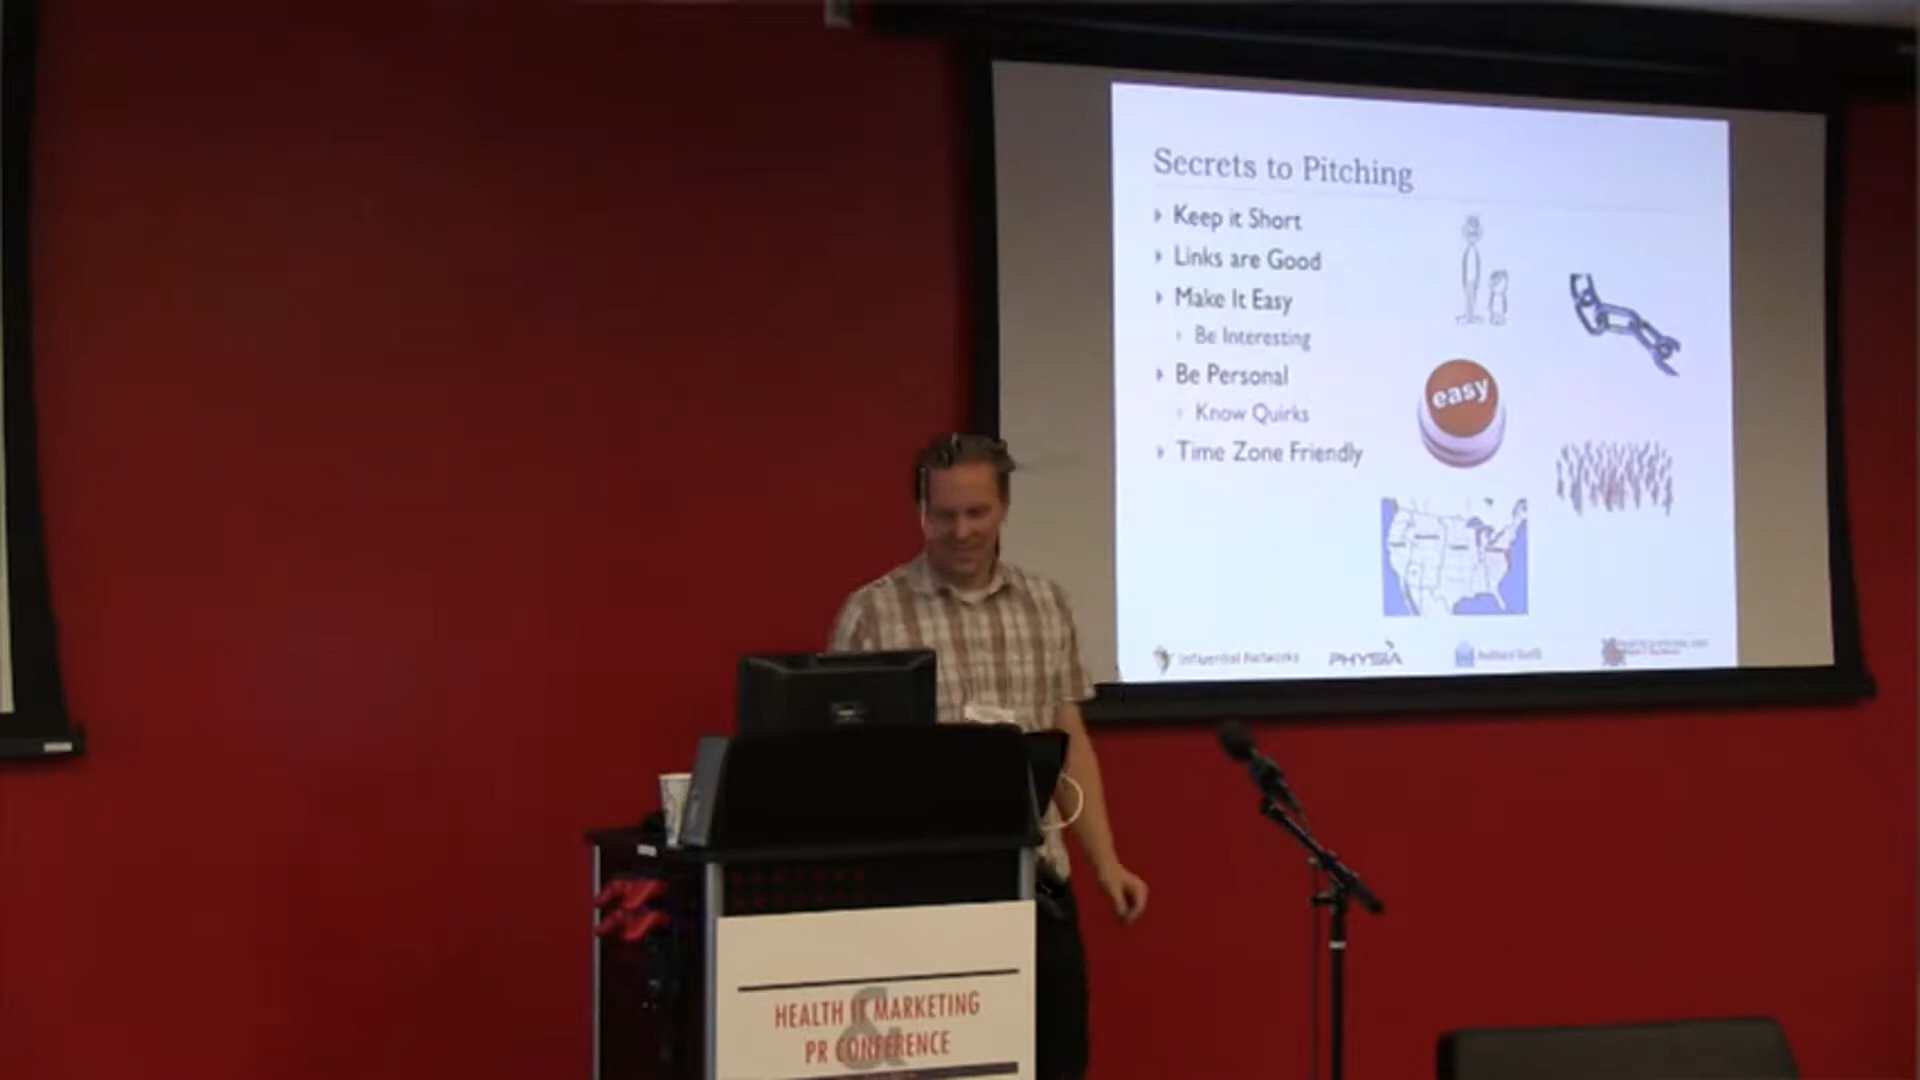 Secrets to Pitching
Keep it Short
Links are Good
Make It Easy
Be Interesting
Be Personal
Know Quirks
Time Zone Friendly
easy
Influential Networks
PHYSIA
HEALTH IT MARKETING
&
PR CONFERENCE